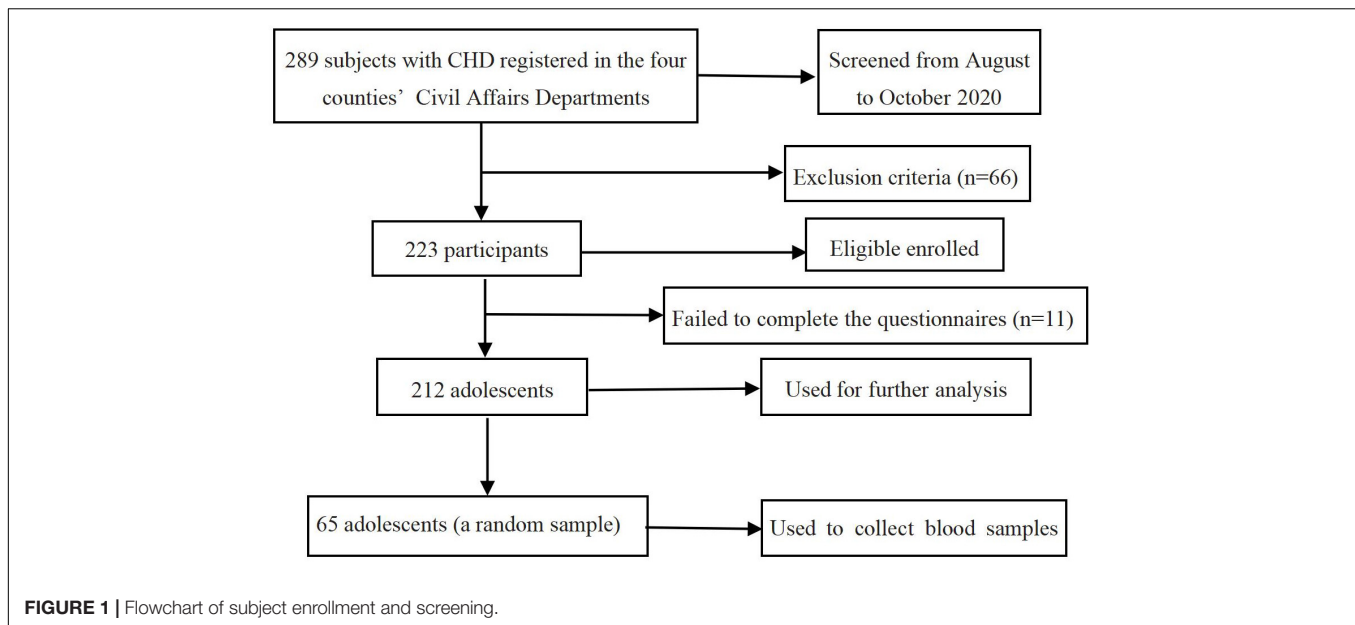 289 subjects with CHD registered in the four
counties’ Civil Affairs Departments
Screened from August
to October 2020
Exclusion criteria (n=66)
223 participants
Eligible enrolled
Failed to complete the questionnaires (n=11)
212 adolescents
Used for further analysis
65 adolescents (a random sample)
Used to collect blood samples
FIGURE 1 | Flowchart of subject enrollment and screening.